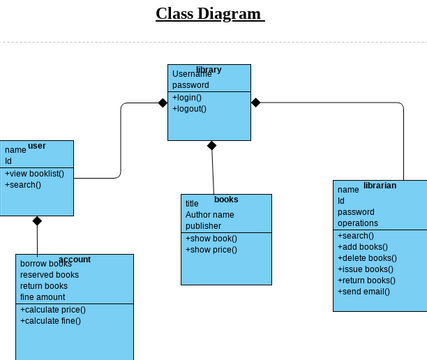 Class Diagram
library
Username
password
+login()
+logout()
user
name
Id
+view booklist()
+search()
books
title
Author name
publisher
+show book()
+show price()
librarian
name
Id
password
operations
+search()
+add books()
+delete books()
+issue books()
+return books()
+send email()
account
borrow books
reserved books
return books
fine amount
+calculate price()
+calculate fine()